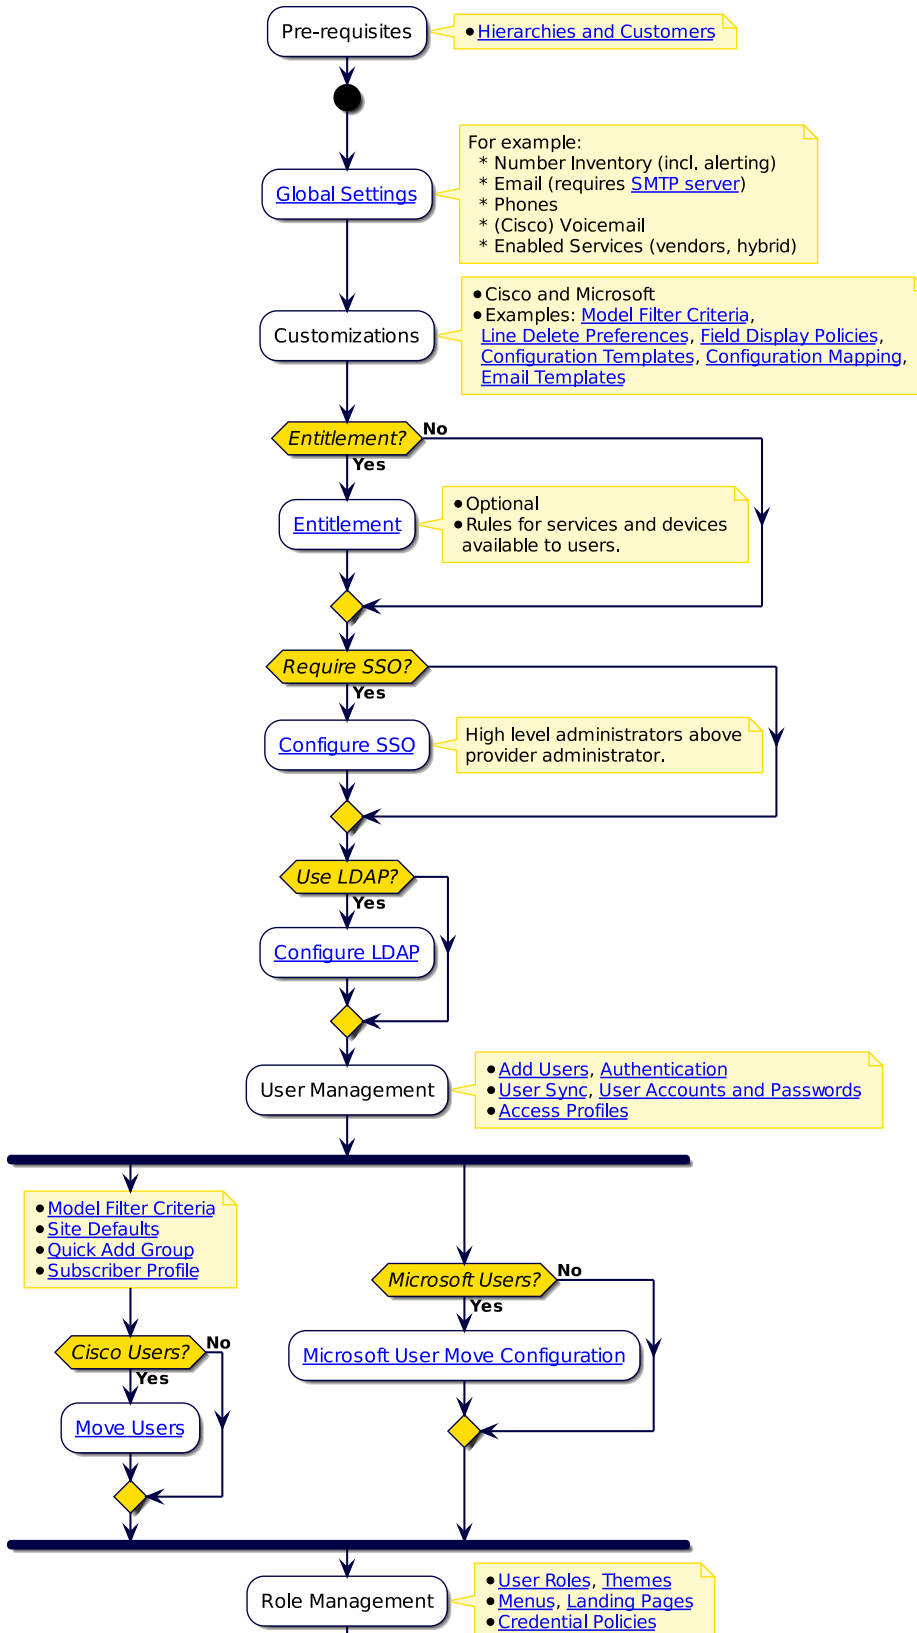 Pre-requisites
•Hierarchies and Customers
For example:
* Number Inventory (incl. alerting)
* Email (requires SMTP server)
* Phones
* (Cisco) Voicemail
* Enabled Services (vendors, hybrid)
Global Settings
•Cisco and Microsoft
•Examples: Model Filter Criteria,
Line Delete Preferences, Field Display Policies,
Configuration Templates, Configuration Mapping,
Email Templates
Customizations
Entitlement?
No
Yes
Entitlement
•Optional
•Rules for services and devices
available to users.
Require SSO?
Yes
Configure SSO
High level administrators above
provider administrator.
Use LDAP?
Yes
Configure LDAP
User Management
•Add Users, Authentication
•User Sync, User Accounts and Passwords
•Access Profiles
•Model Filter Criteria
•Site Defaults
•Quick Add Group
•Subscriber Profile
Cisco Users?
No
Yes
Move Users
Microsoft Users?
No
Yes
Microsoft User Move Configuration
Role Management
•User Roles, Themes
•Menus, Landing Pages
•Credential Policies